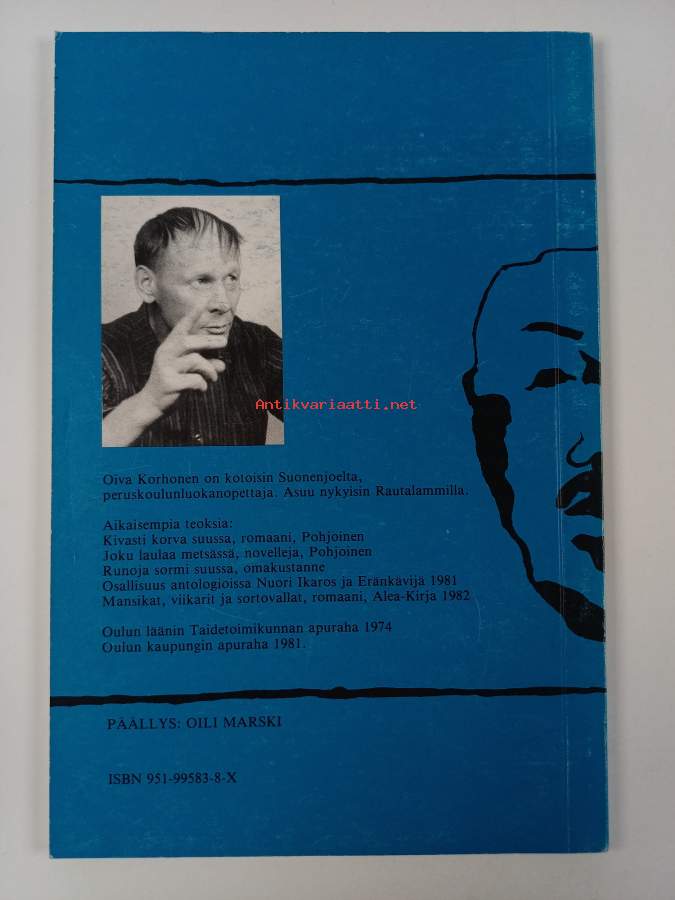 Antikvariaatti.net
Oiva Korhonen on kotoisin Suonenjoelta,
peruskoulunluokanopettaja. Asuu nykyisin Rautalammilla.
Aikaisempia teoksia:
Kivasti korva suussa, romaani, Pohjoinen
Joku laulaa metsässä, novelleja, Pohjoinen
Runoja sormi suussa, omakustanne
Osallisuus antologioissa Nuori Ikaros ja Eränkävijä 1981
Mansikat, viikarit ja sortovallat, romaani, Alea-Kirja 1982
Oulun läänin Taidetoimikunnan apuraha 1974
Oulun kaupungin apuraha 1981.
PÄÄLLYS: OILI MARSKI
ISBN 951-99583-8-X